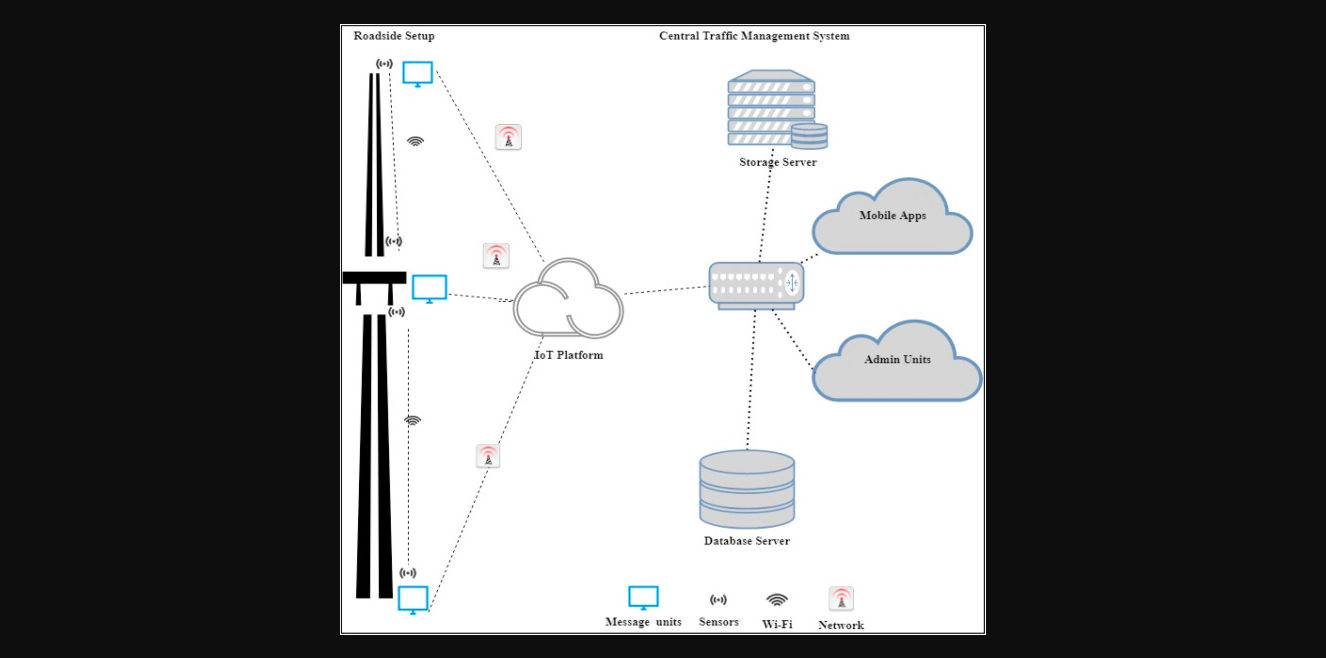 Roadside Setup
Central Traffic Management System
Storage Server
Mobile Apps
IoT Platform
Admin Units
Database Server
Message units
Sensors
Wi-Fi
Network